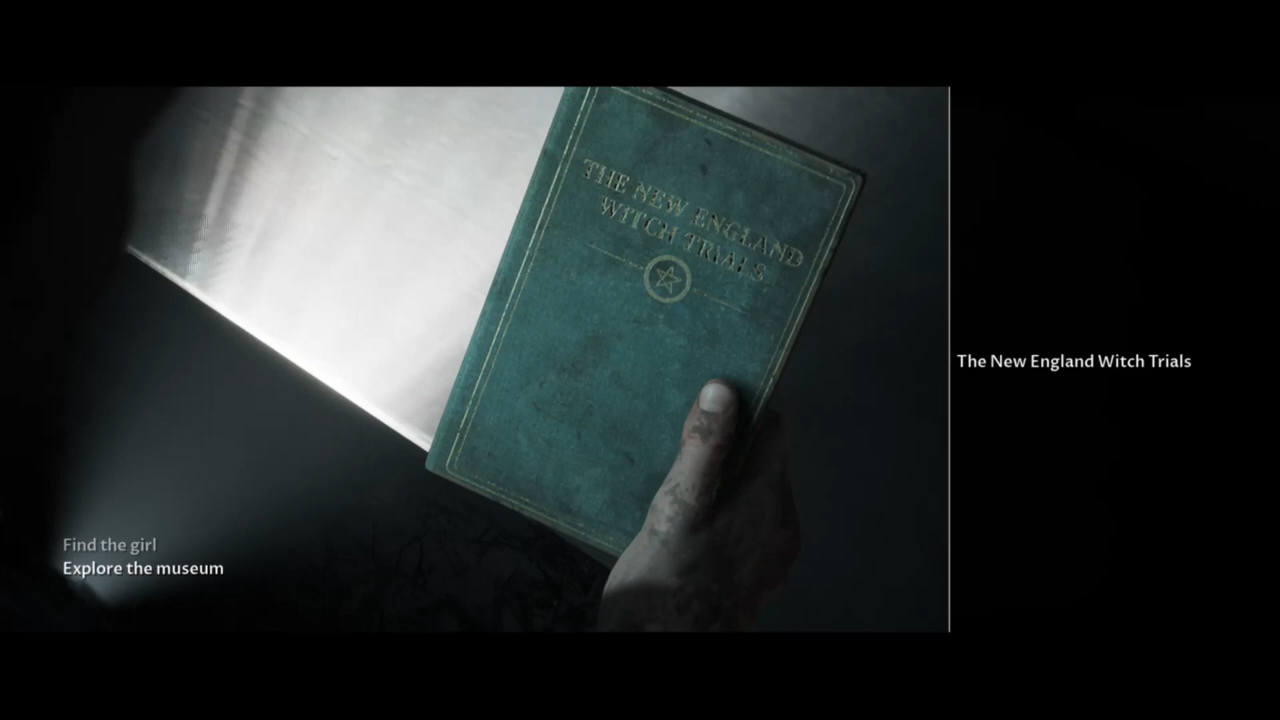 THE NEW ENGLAND
WITCH TRIALS
The New England Witch Trials
Find the girl
Explore the museum